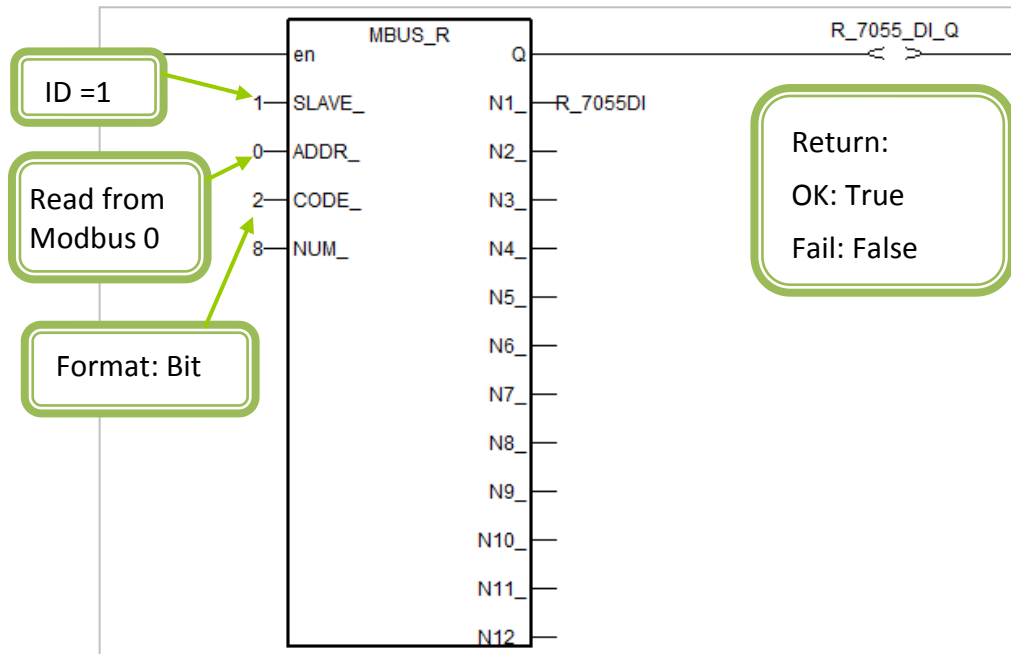 MBUS_R
R_7055_DI_Q
en
Q
ID =1
1
SLAVE_
N1_
R_7055DI
0
ADDR_
N2_
Read from
Modbus 0
2
CODE_
N3_
8
NUM_
N4_
Return:
OK: True
Fail: False
N5_
N6_
Format: Bit
N7_
N8_
N9_
N10_
N11_
N12_